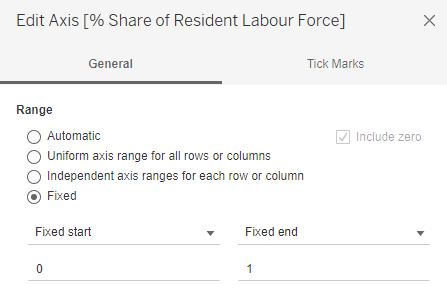 Edit Axis [% Share of Resident Labour Force]
General Tick Marks
Range
Automatic Include zero
Uniform axis range for all rows or columns
Independent axis ranges for each row or column
Fixed
Fixed start Fixed end
0 1